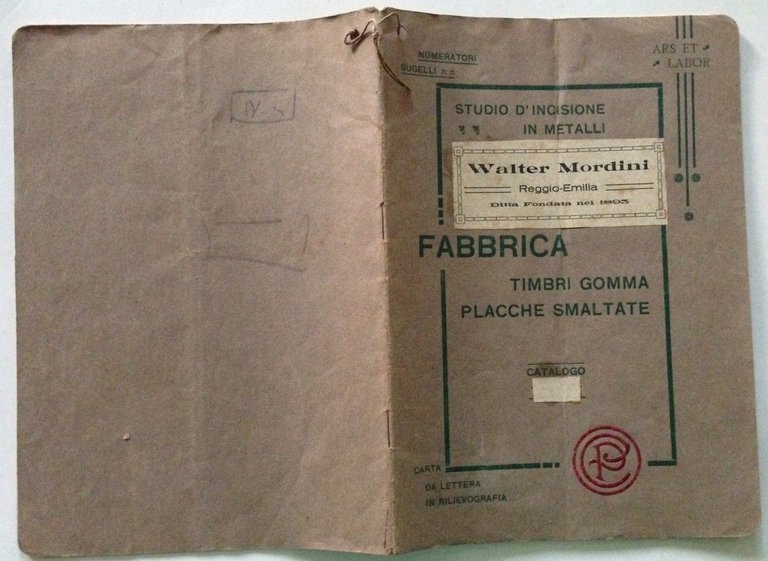 NUMERATORI
SUGELLI
ARS ET
LABOR
STUDIO D'INCISIONE
IN METALLI
Walter Mordini
Reggio-Emilia
Ditta Fondata nel 1893
FABBRICA
TIMBRI GOMMA
PLACCHE SMALTATE
CATALOGO
CARTA
DA LETTERA
IN RILIEVOGRAFIA